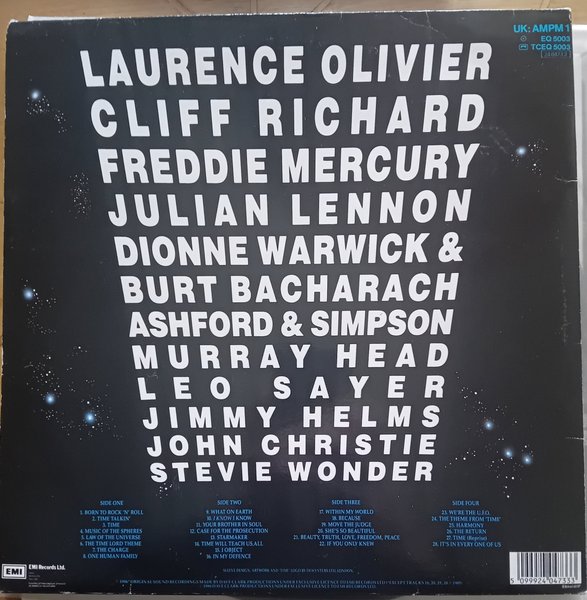 UK: AMPM 1
EQ 5003
TCEQ 5003
LAURENCE OLIVIER
CLIFF RICHARD
FREDDIE MERCURY
JULIAN LENNON
DIONNE WARWICK &
BURT BACHARACH
ASHFORD & SIMPSON
MURRAY HEAD
LEO SAYER
JIMMY HELMS
JOHN CHRISTIE
STEVIE WONDER
SIDE ONE
1. BORN TO ROCK 'N' ROLL
2. TIME TALKIN'
3. TIME
4. MUSIC OF THE SPHERES
5. LAW OF THE UNIVERSE
6. THE TIME LORD THEME
7. THE CHARGE
8. ONE HUMAN FAMILY
SIDE TWO
9. WHAT ON EARTH
10. I KNOW I KNOW
11. YOUR BROTHER IN SOUL
12. CASE FOR THE PROSECUTION
13. STARMAKER
14. TIME WILL TEACH US ALL
15. I OBJECT
16. IN MY DEFENCE
SIDE THREE
17. WITHIN MY WORLD
18. BECAUSE
19. MOVE THE JUDGE
20. SHE'S SO BEAUTIFUL
21. BEAUTY, TRUTH, LOVE, FREEDOM, PEACE
22. IF YOU ONLY KNEW
SIDE FOUR
23. WE'RE THE U.F.O.
24. THE THEME FROM 'TIME'
25. HARMONY
26. THE RETURN
27. TIME (Reprise)
28. IT'S IN EVERY ONE OF US
EMI
EMI Records Ltd.
5 099924 047333